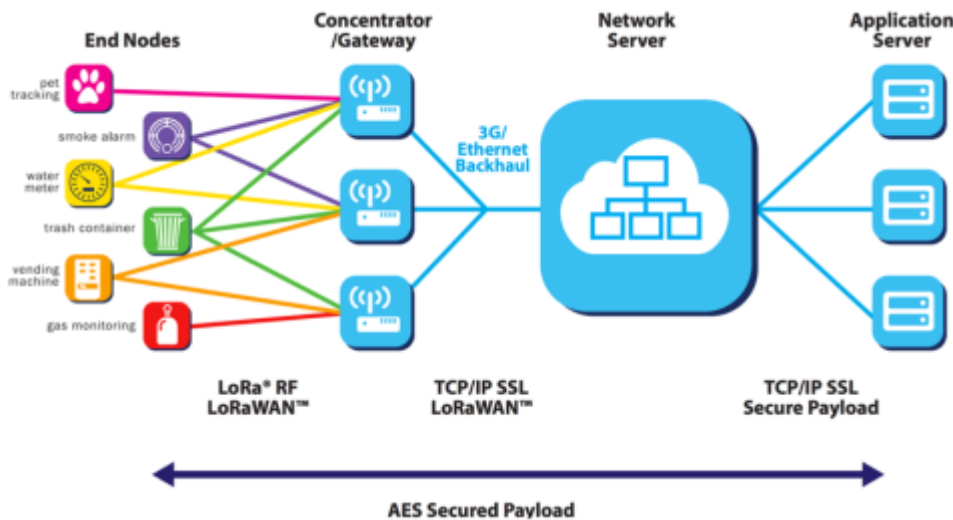 End Nodes
Concentrator
/Gateway
Network
Server
Application
Server
pet
tracking
smoke alarm
water
meter
trash container
vending
machine
gas monitoring
3G/
Ethernet
Backhaul
LoRa® RF
LoRaWAN™
TCP/IP SSL
LoRaWAN™
TCP/IP SSL
Secure Payload
AES Secured Payload